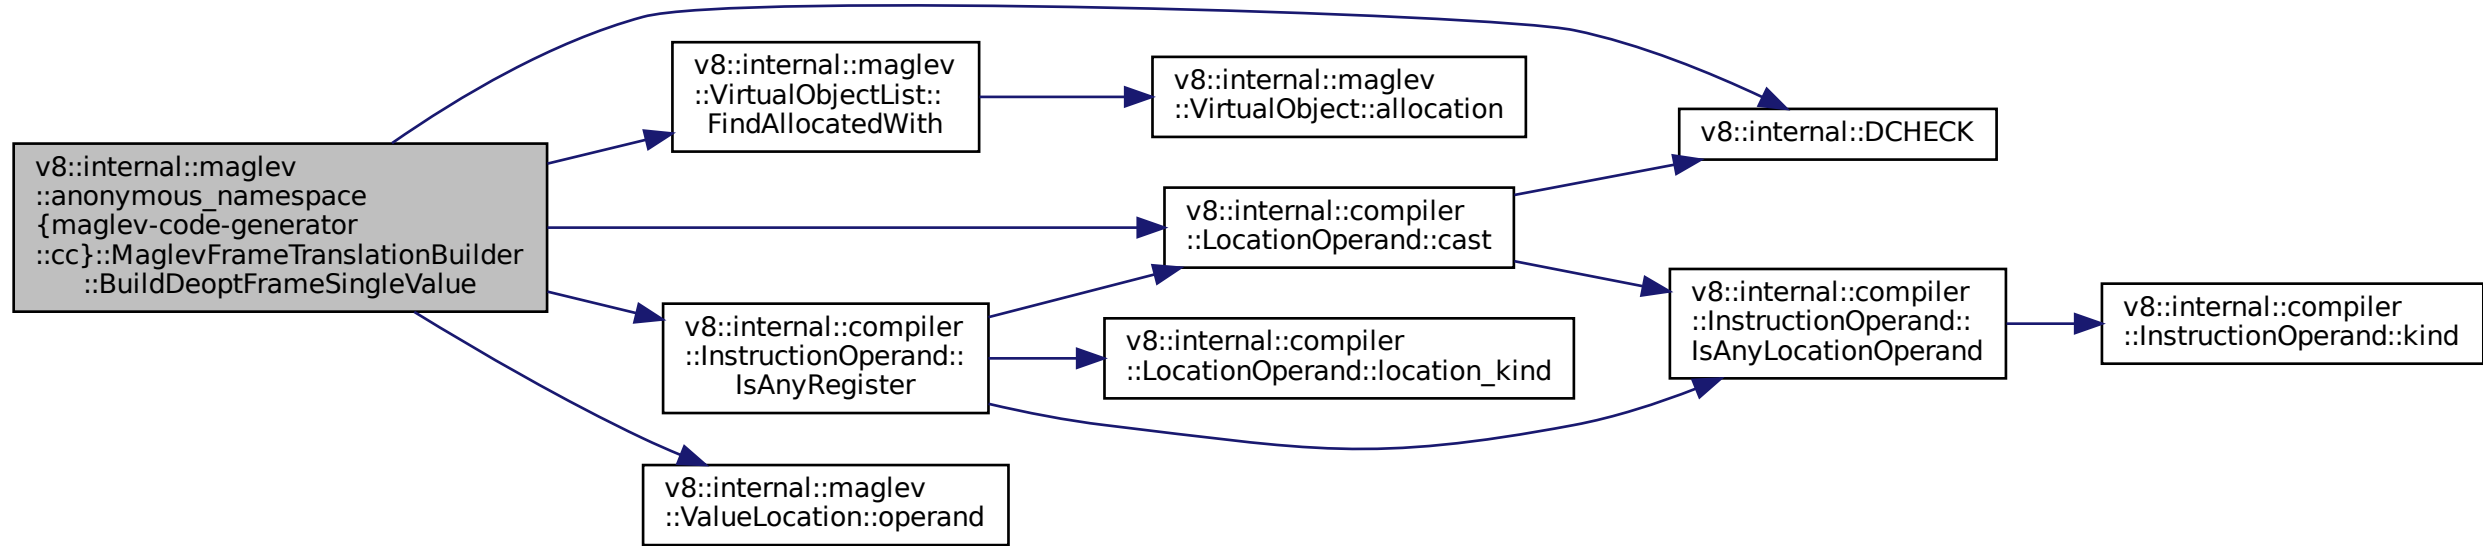 v8::internal::maglev
::anonymous_namespace
{maglev-code-generator
::cc}::MaglevFrameTranslationBuilder
::BuildDeoptFrameSingleValue
v8::internal::maglev
::VirtualObjectList::
FindAllocatedWith
v8::internal::maglev
::VirtualObject::allocation
v8::internal::DCHECK
v8::internal::compiler
::LocationOperand::cast
v8::internal::compiler
::InstructionOperand::
IsAnyLocationOperand
v8::internal::compiler
::InstructionOperand::kind
v8::internal::compiler
::InstructionOperand::
IsAnyRegister
v8::internal::compiler
::LocationOperand::location_kind
v8::internal::maglev
::ValueLocation::operand